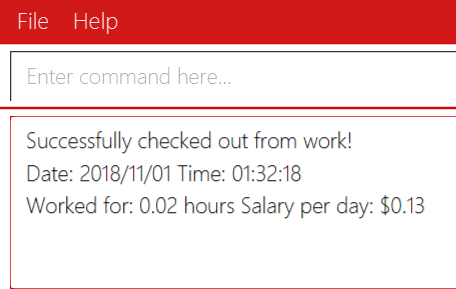 File Help
Enter command here...
Successfully checked out from work!
Date: 2018/11/01 Time: 01:32:18
Worked for: 0.02 hours Salary per day: $0.13